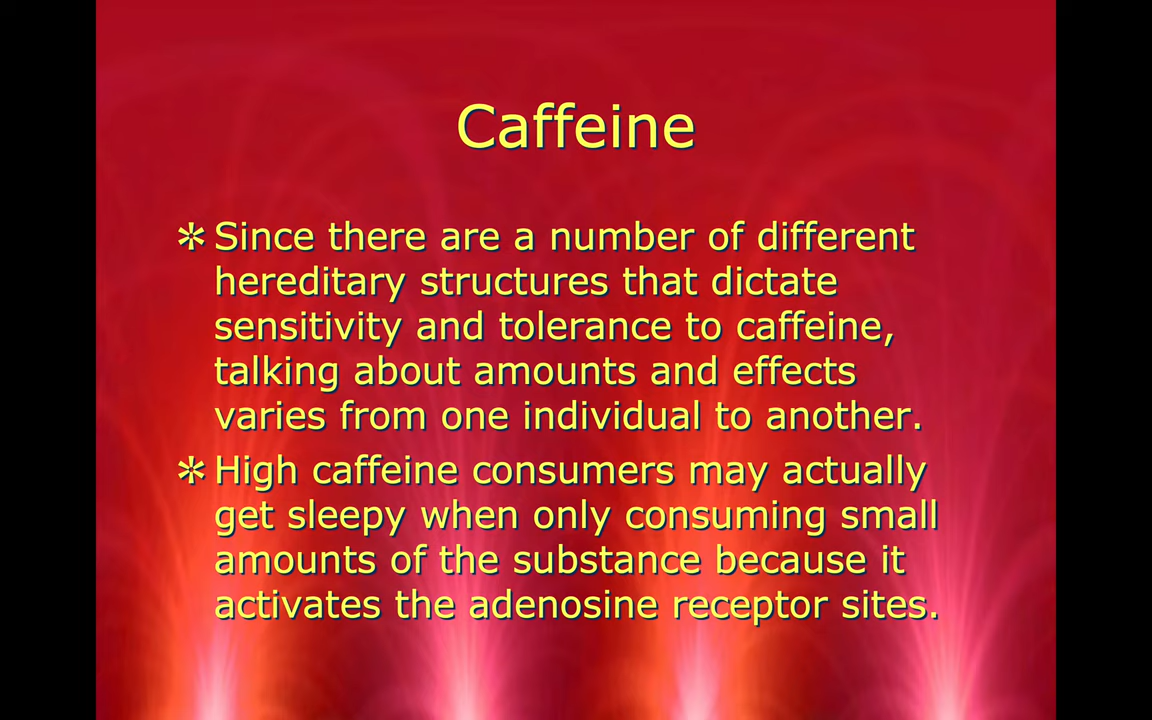 Caffeine
✲ Since there are a number of different
hereditary structures that dictate
sensitivity and tolerance to caffeine,
talking about amounts and effects
varies from one individual to another.
✲ High caffeine consumers may actually
get sleepy when only consuming small
amounts of the substance because it
activates the adenosine receptor sites.